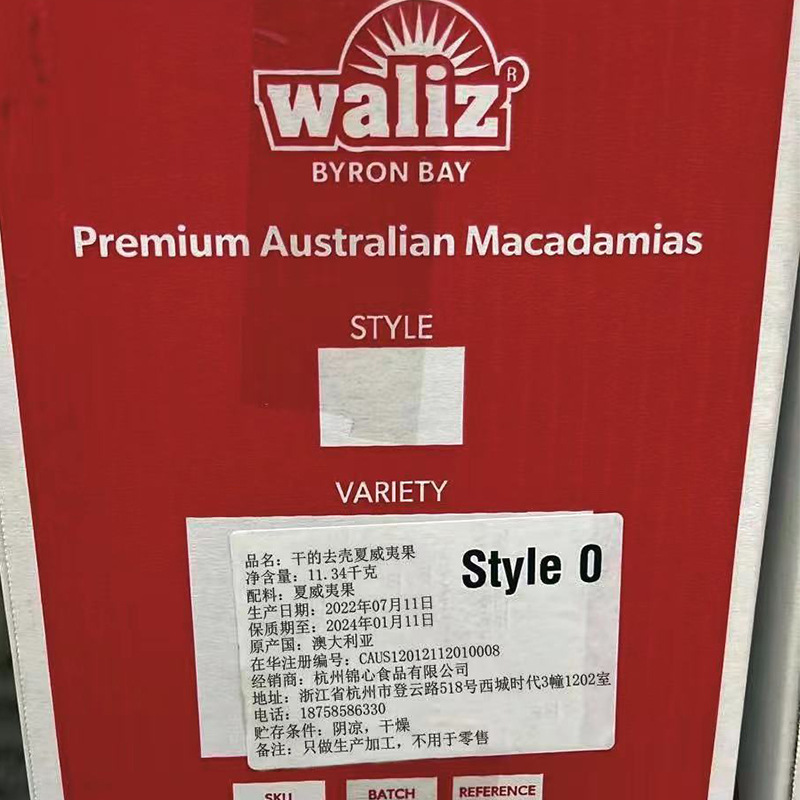 waliz®
BYRON BAY
Premium Australian Macadamias
STYLE
VARIETY
Style 0
品名：干的去壳夏威夷果
净含量：11.34千克
配料：夏威夷果
生产日期：2022年07月11日
保质期至：2024年01月11日
原产国：澳大利亚
在华注册编号：CAUS12012112010008
经销商：杭州锦心食品有限公司
地址：浙江省杭州市登云路518号西城时代3幢1202室
电话：18758586330
贮存条件：阴凉，干燥
备注：只做生产加工，不用于零售
SKU
BATCH
REFERENCE